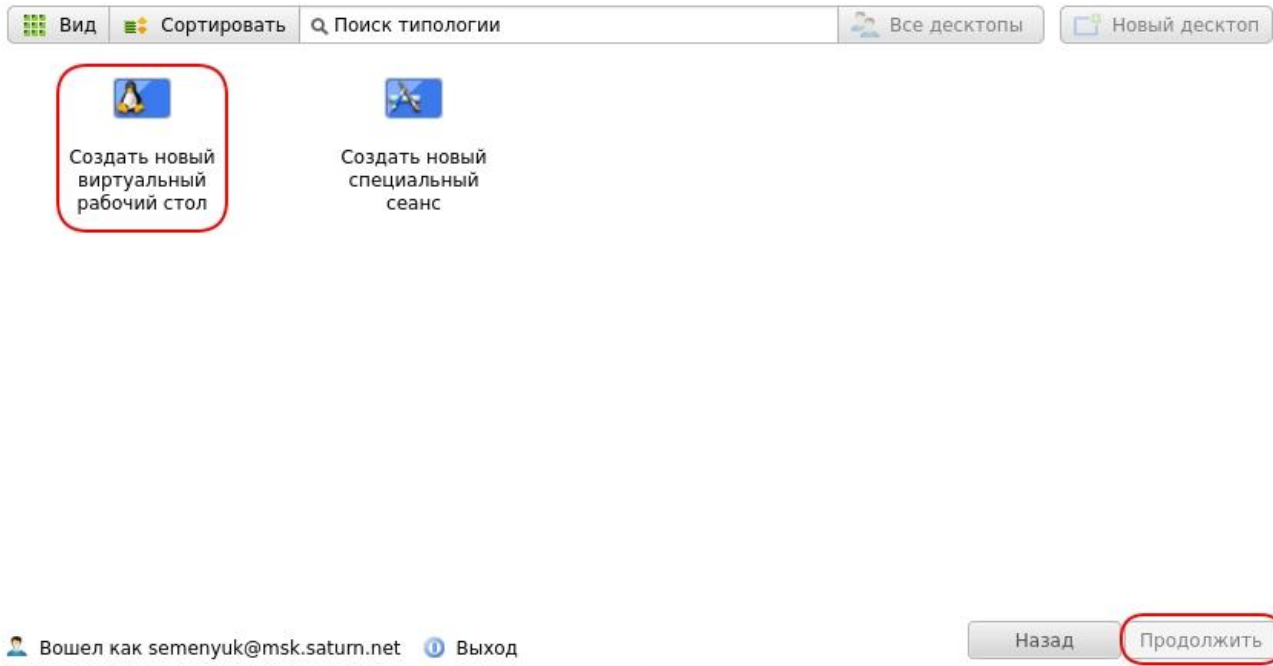 Вид Сортировать Поиск типологии Все десктопы Новый десктоп
Создать новый
виртуальный
рабочий стол
Создать новый
специальный
сеанс
Вошел как semenyuk@msk.saturn.net Выход Назад Продолжить